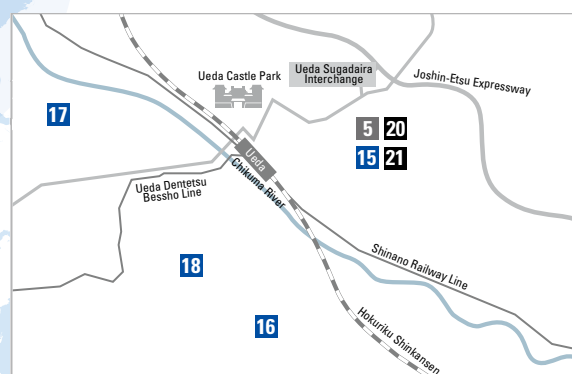 Ueda Castle Park
Ueda Sugadaira
Interchange
Joshin-Etsu Expressway
17
5 20
15 21
Ueda
Chikuma River
Ueda Dentetsu
Bessho Line
18
Shinano Railway Line
16
Hokuriku Shinkansen